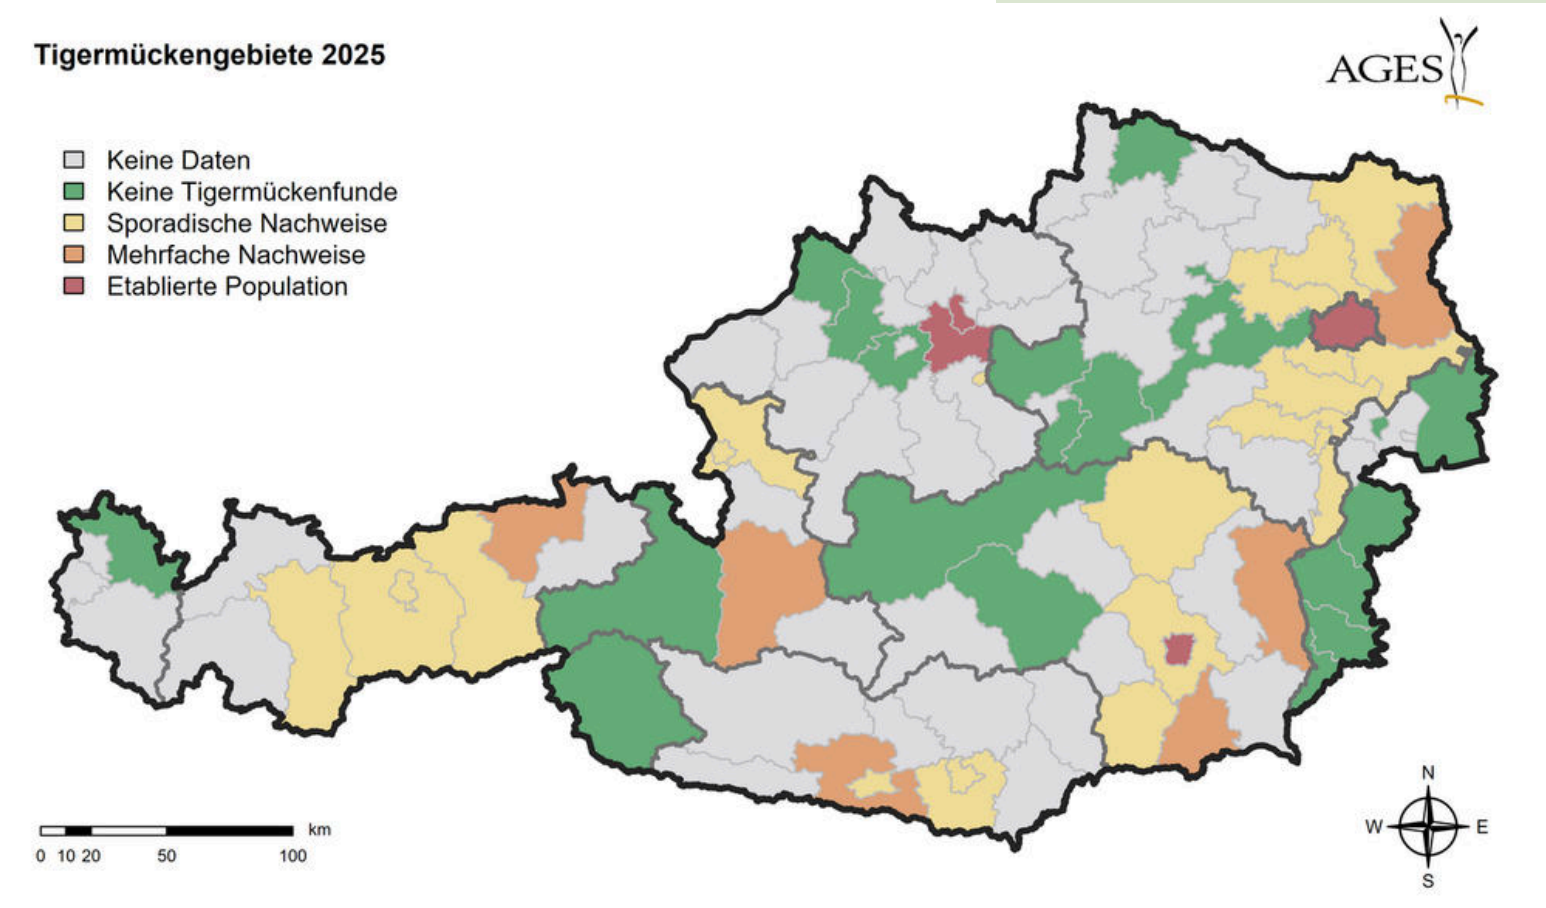 Tigermückengebiete 2025
AGES
Keine Daten
Keine Tigermückenfunde
Sporadische Nachweise
Mehrfache Nachweise
Etablierte Population
km
0 10 20 50 100
N
W E
S